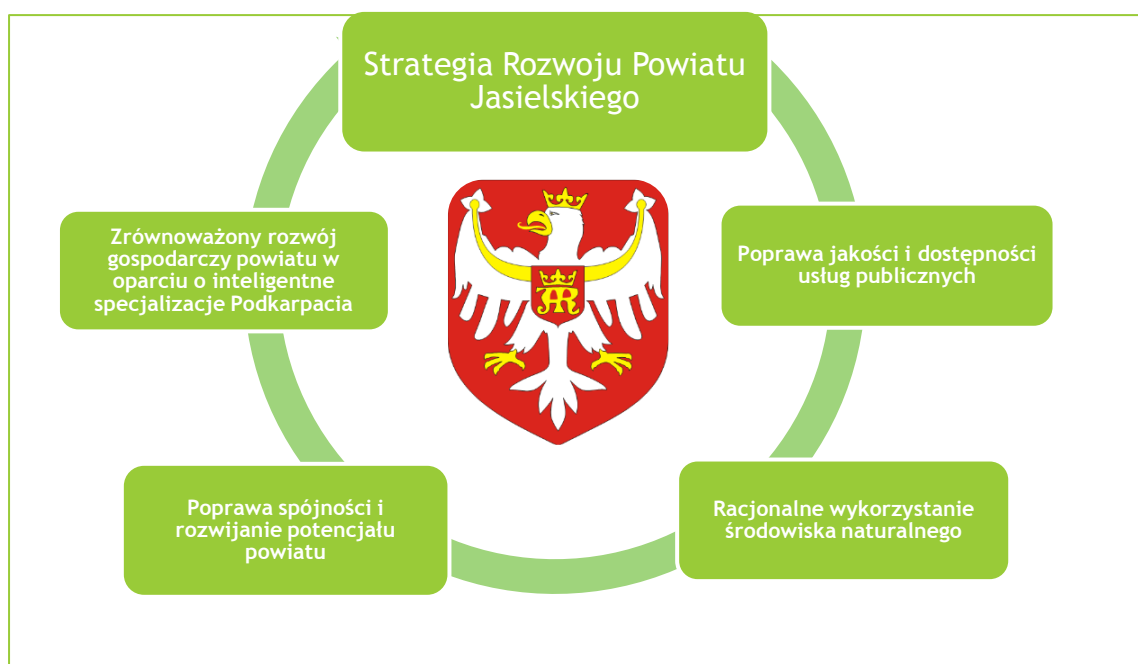 Strategia Rozwoju Powiatu
Jasielskiego
Zrównoważony rozwój
gospodarczy powiatu w
oparciu o inteligentne
specjalizacje Podkarpacia
Poprawa jakości i dostępności
usług publicznych
Poprawa spójności i
rozwijanie potencjału
powiatu
Racjonalne wykorzystanie
środowiska naturalnego